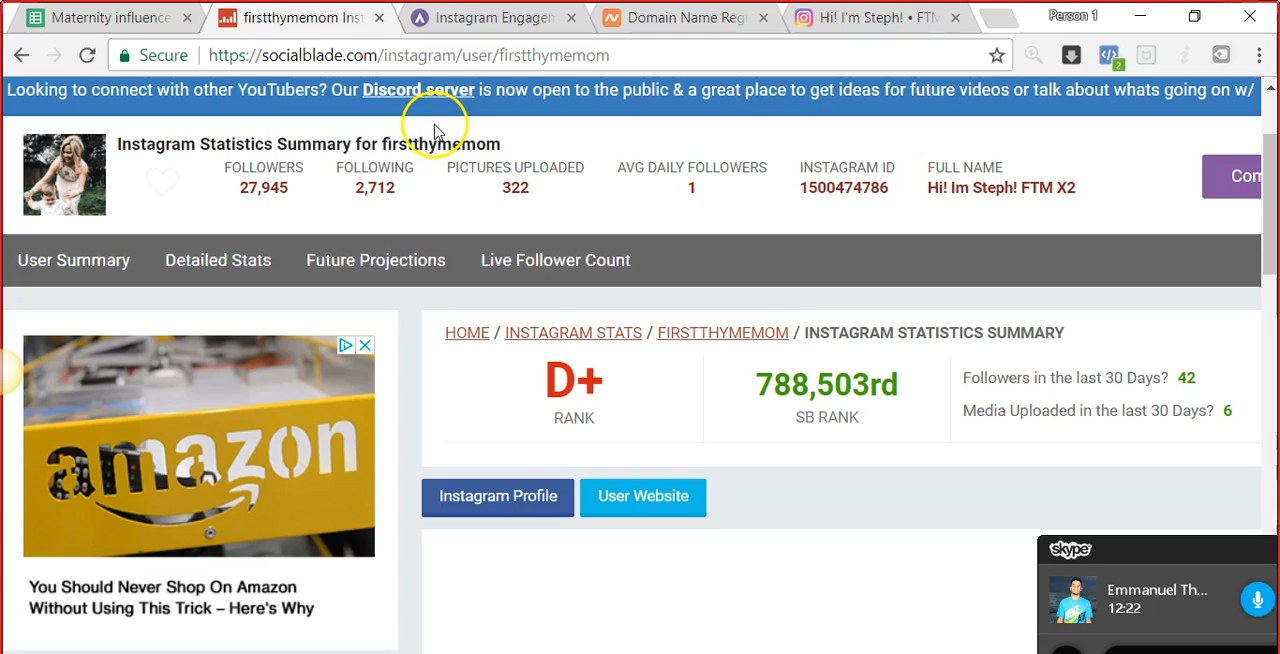 Maternity influence
firstthymemom Inst
Instagram Engagem
Domain Name Regi
Hi! I'm Steph! • FTM
Person 1
Secure
https://socialblade.com/instagram/user/firstthymemom
2
Looking to connect with other YouTubers? Our Discord server is now open to the public & a great place to get ideas for future videos or talk about whats going on w/
Instagram Statistics Summary for firstthymemom
FOLLOWERS FOLLOWING PICTURES UPLOADED AVG DAILY FOLLOWERS INSTAGRAM ID FULL NAME
27,945 2,712 322 1 1500474786 Hi! Im Steph! FTM X2
Com
User Summary Detailed Stats Future Projections Live Follower Count
HOME / INSTAGRAM STATS / FIRSTTHYMEMOM / INSTAGRAM STATISTICS SUMMARY
D+
RANK
788,503rd
SB RANK
Followers in the last 30 Days? 42
Media Uploaded in the last 30 Days? 6
amazon
You Should Never Shop On Amazon
Without Using This Trick – Here's Why
Instagram Profile
User Website
skype
Emmanuel Th...
12:22